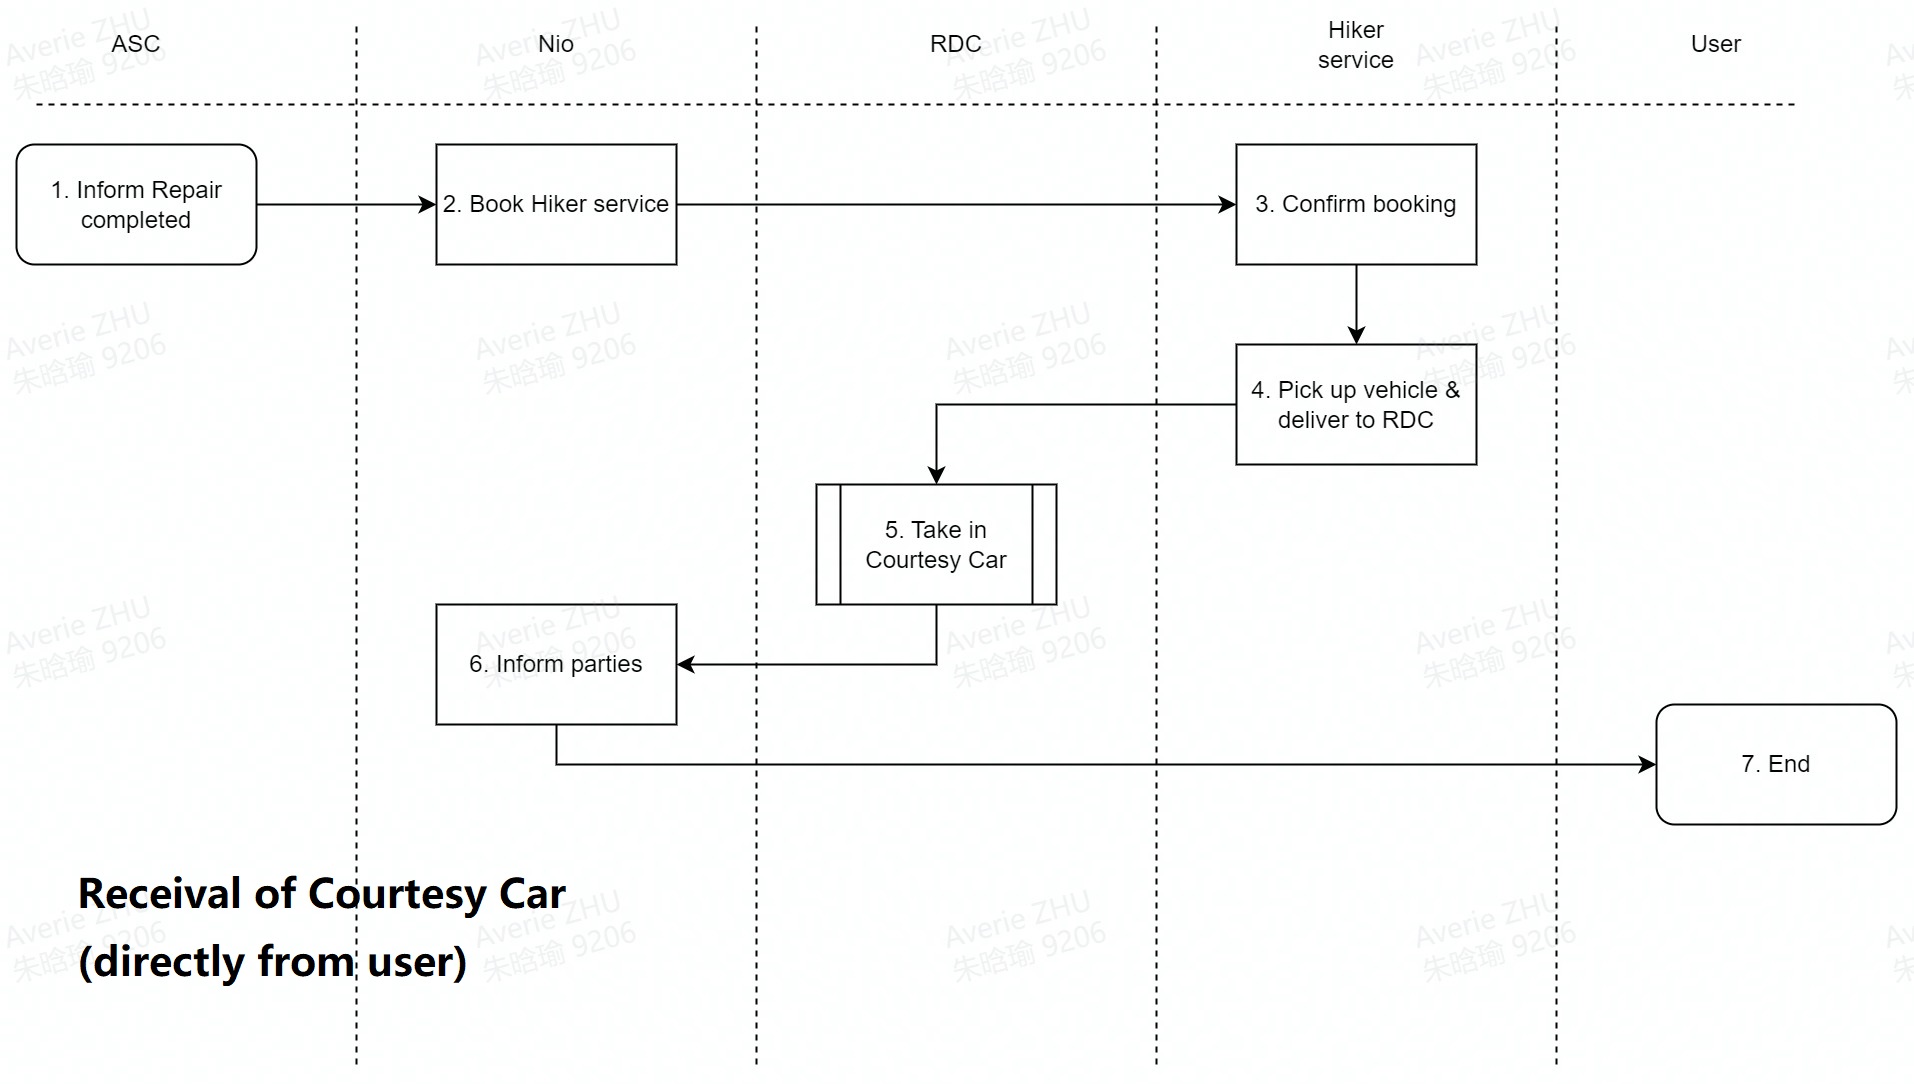 ASC
Nio
RDC
Hiker
service
User
1. Inform Repair
completed
2. Book Hiker service
3. Confirm booking
4. Pick up vehicle &
deliver to RDC
5. Take in
Courtesy Car
6. Inform parties
7. End
Receival of Courtesy Car
(directly from user)
Averie ZHU
朱晗瑜 9206